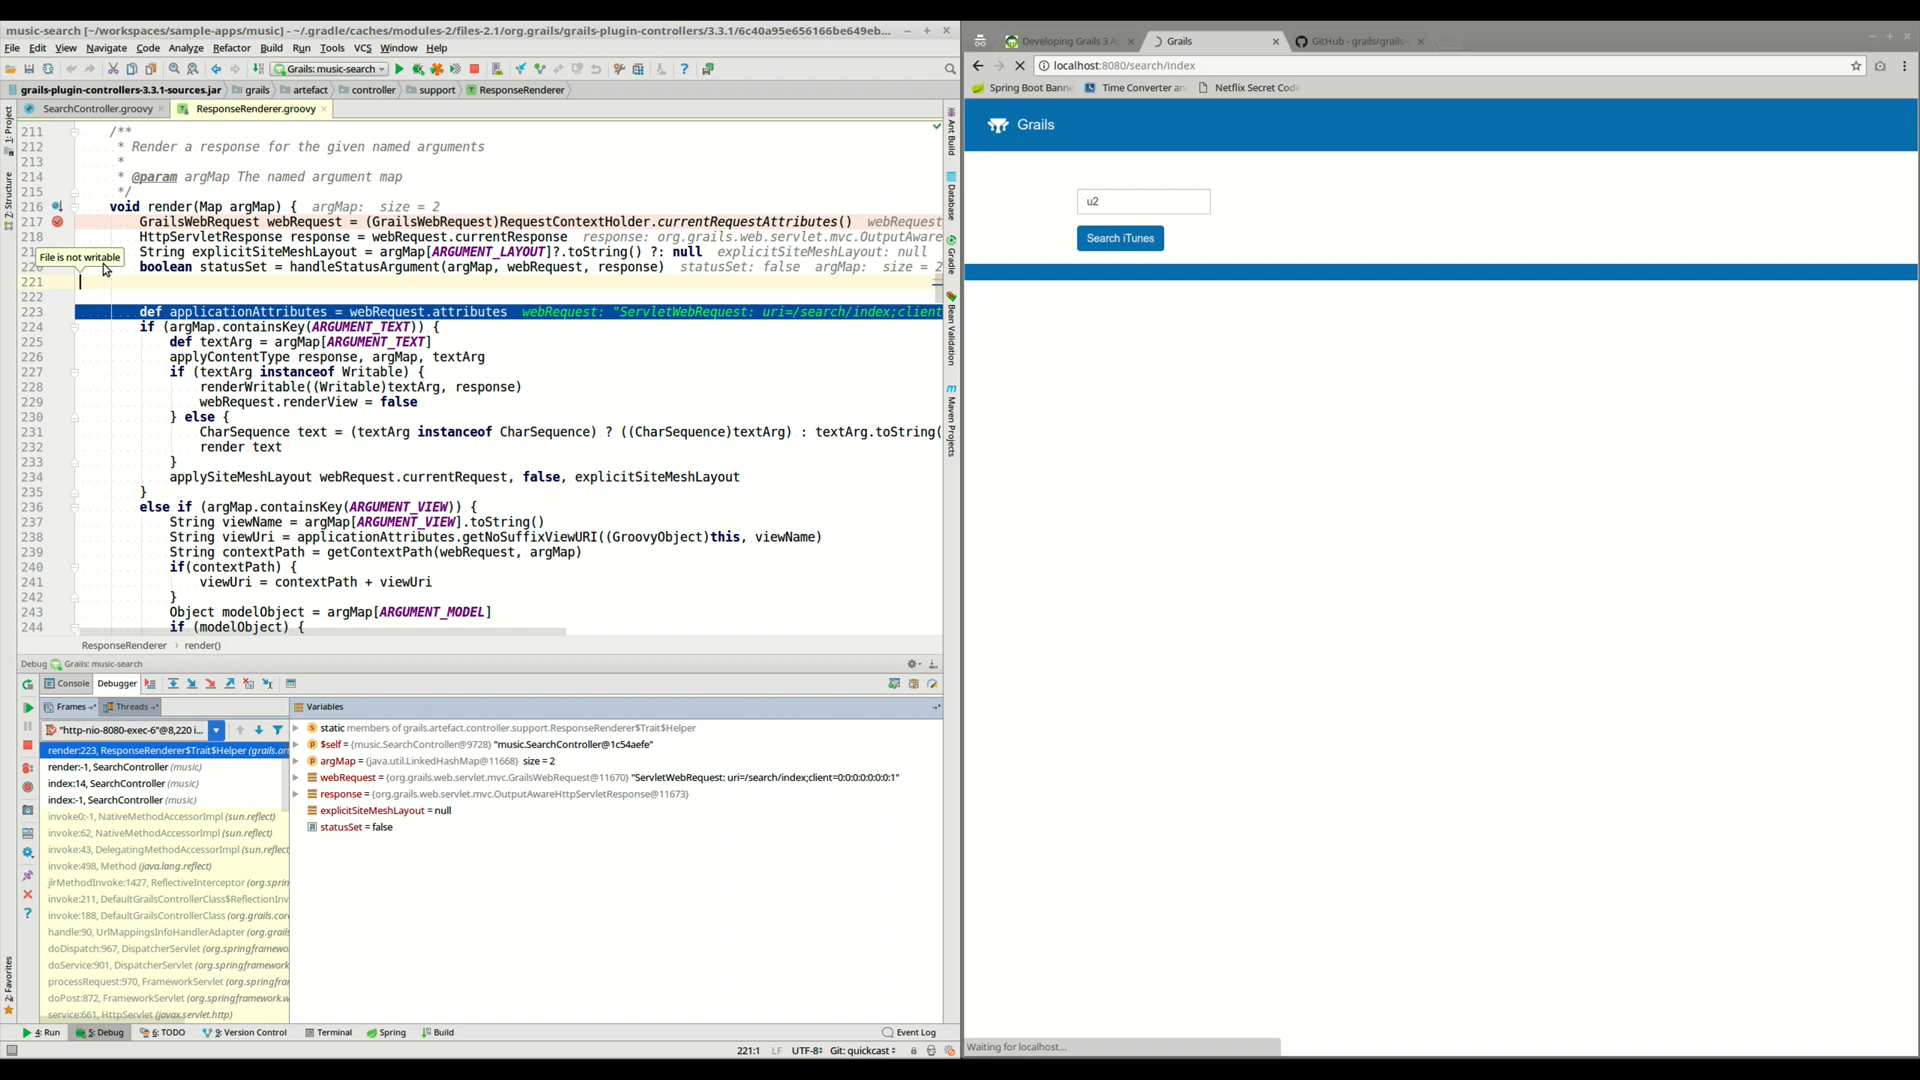 music-search [~/workspaces/sample-apps/music] - ~/.gradle/caches/modules-2/files-2.1/org.grails/grails-plugin-controllers/3.3.1/6c40a95e656166be649eb...
File Edit View Navigate Code Analyze Refactor Build Run Tools VCS Window Help
Grails: music-search
grails-plugin-controllers-3.3.1-sources.jar grails artefact controller support ResponseRenderer
SearchController.groovy ResponseRenderer.groovy
211 /**
212 * Render a response for the given named arguments
213 *
214 * @param argMap The named argument map
215 */
216 void render(Map argMap) { argMap: size = 2
217 GrailsWebRequest webRequest = (GrailsWebRequest)RequestContextHolder.currentRequestAttributes() webRequest
218 HttpServletResponse response = webRequest.currentResponse response: org.grails.web.servlet.mvc.OutputAware
String explicitSiteMeshLayout = argMap[ARGUMENT_LAYOUT]?.toString() ?: null explicitSiteMeshLayout: null
File is not writable
220 boolean statusSet = handleStatusArgument(argMap, webRequest, response) statusSet: false argMap: size = 2
221
222
223 def applicationAttributes = webRequest.attributes webRequest: "ServletWebRequest: uri=/search/index;client
224 if (argMap.containsKey(ARGUMENT_TEXT)) {
225 def textArg = argMap[ARGUMENT_TEXT]
226 applyContentType response, argMap, textArg
227 if (textArg instanceof Writable) {
228 renderWritable((Writable)textArg, response)
229 webRequest.renderView = false
230 } else {
231 CharSequence text = (textArg instanceof CharSequence) ? ((CharSequence)textArg) : textArg.toString(
232 render text
233 }
234 applySiteMeshLayout webRequest.currentRequest, false, explicitSiteMeshLayout
235 }
236 else if (argMap.containsKey(ARGUMENT_VIEW)) {
237 String viewName = argMap[ARGUMENT_VIEW].toString()
238 String viewUri = applicationAttributes.getNoSuffixViewURI((GroovyObject)this, viewName)
239 String contextPath = getContextPath(webRequest, argMap)
240 if(contextPath) {
241 viewUri = contextPath + viewUri
242 }
243 Object modelObject = argMap[ARGUMENT_MODEL]
244 if (modelObject) {
ResponseRenderer › render()
1: Project
Z: Structure
2: Favorites
Ant Build
Database
Gradle
Bean Validation
Maven Projects
Debug Grails: music-search
Console Debugger
Frames Threads
"http-nio-8080-exec-6"@8,220 i...
render:223, ResponseRenderer$Trait$Helper (grails.art
render:-1, SearchController (music)
index:14, SearchController (music)
index:-1, SearchController (music)
invoke0:-1, NativeMethodAccessorImpl (sun.reflect)
invoke:62, NativeMethodAccessorImpl (sun.reflect)
invoke:43, DelegatingMethodAccessorImpl (sun.reflect
invoke:498, Method (java.lang.reflect)
jlrMethodInvoke:1427, ReflectiveInterceptor (org.sprin
invoke:211, DefaultGrailsControllerClass$ReflectionInv
invoke:188, DefaultGrailsControllerClass (org.grails.cor
handle:90, UrlMappingsInfoHandlerAdapter (org.grails
doDispatch:967, DispatcherServlet (org.springframewo
doService:901, DispatcherServlet (org.springframework
processRequest:970, FrameworkServlet (org.springfra
doPost:872, FrameworkServlet (org.springframework.w
service:661, HttpServlet (javax.servlet.http)
Variables
static members of grails.artefact.controller.support.ResponseRenderer$Trait$Helper
$self = {music.SearchController@9728} "music.SearchController@1c54aefe"
argMap = {java.util.LinkedHashMap@11668} size = 2
webRequest = {org.grails.web.servlet.mvc.GrailsWebRequest@11670} "ServletWebRequest: uri=/search/index;client=0:0:0:0:0:0:0:1"
response = {org.grails.web.servlet.mvc.OutputAwareHttpServletResponse@11673}
explicitSiteMeshLayout = null
statusSet = false
4: Run 5: Debug 6: TODO 9: Version Control Terminal Spring Build Event Log
221:1 LF UTF-8 Git: quickcast
Developing Grails 3 A Grails GitHub - grails/grails-
localhost:8080/search/index
Spring Boot Banne Time Converter an Netflix Secret Cod
Grails
u2
Search iTunes
Waiting for localhost...